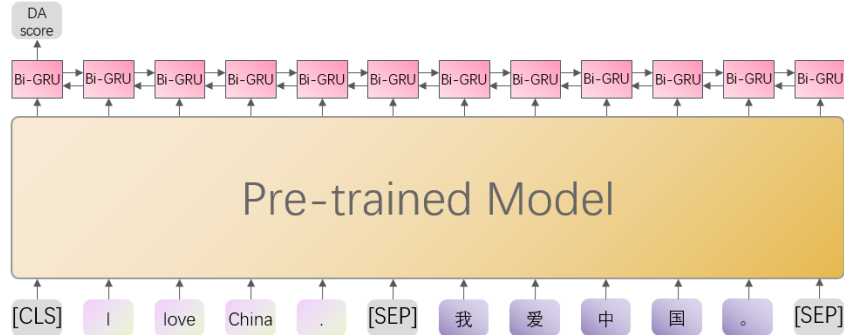 DA
score
Bi-GRU Bi-GRU Bi-GRU Bi-GRU Bi-GRU Bi-GRU Bi-GRU Bi-GRU Bi-GRU Bi-GRU Bi-GRU Bi-GRU
Pre-trained Model
[CLS] I love China . [SEP] 我 爱 中 国 。 [SEP]